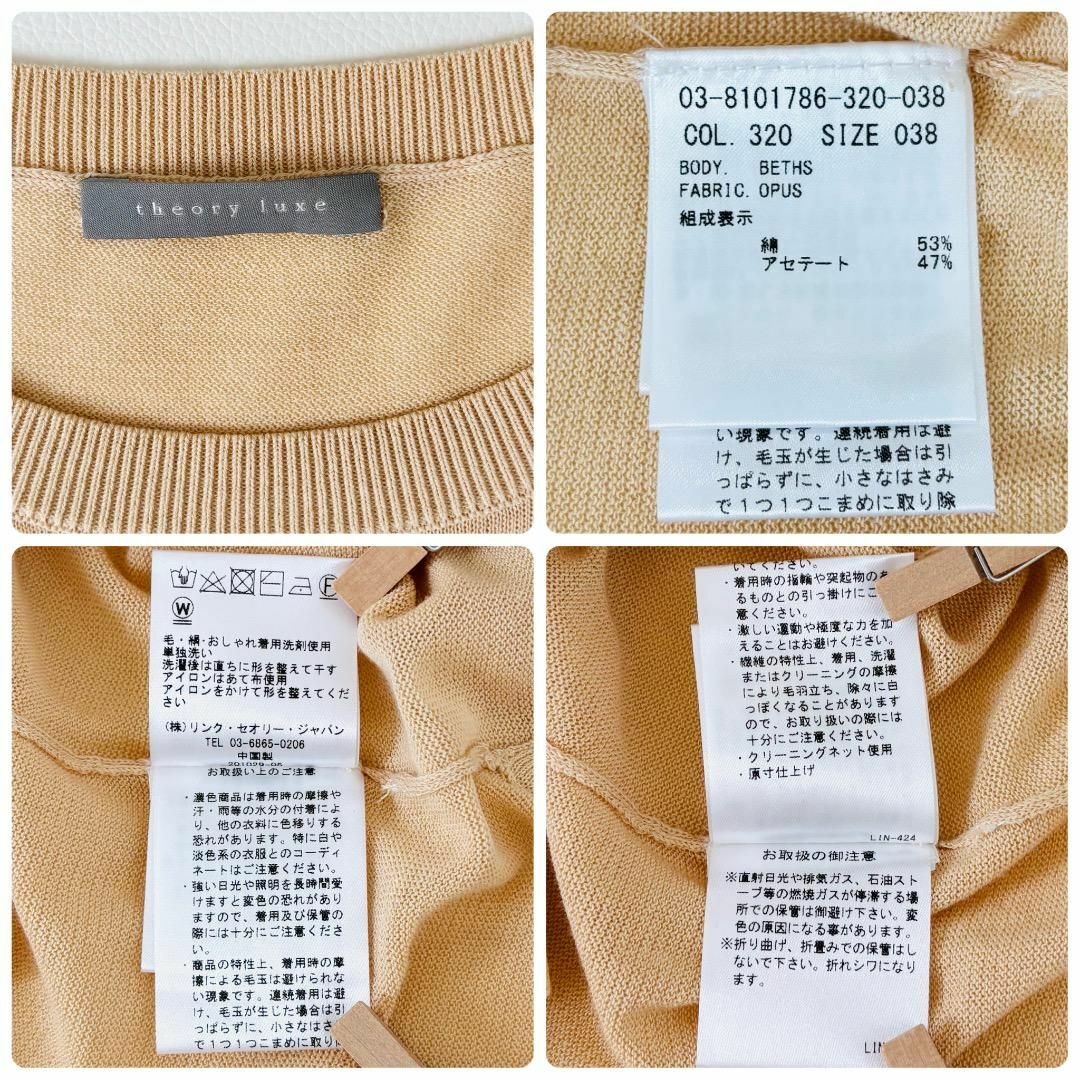 theory luxe
03-8101786-320-038
COL. 320 SIZE 038
BODY. BETHS
FABRIC. OPUS
組成表示
綿 53%
アセテート 47%
い現象です。連続着用は避
け、毛玉が生じた場合は引
っぱらずに、小さなはさみ
で1つ1つこまめに取り除
F
W
毛・絹・おしゃれ着用洗剤使用
単独洗い
洗濯後は直ちに形を整えて干す
アイロンはあて布使用
アイロンをかけて形を整えてくだ
さい
(株)リンク・セオリー・ジャパン
TEL 03-6865-0206
中国製
お取扱い上のご注意
・濃色商品は着用時の摩擦や
汗・雨等の水分の付着によ
り、他の衣料に色移りする
恐れがあります。特に白や
淡色系の衣服とのコーディ
ネートはご注意ください。
・強い日光や照明を長時間受
けますと変色の恐れがあり
ますので、着用及び保管の
際には十分にご注意くださ
い。
・商品の特性上、着用時の摩
擦による毛玉は避けられな
い現象です。連続着用は避
け、毛玉が生じた場合は引
っぱらずに、小さなはさ
で1つ1つこまめに取り
いてください。
・着用時の指輪や突起物のあ
るものとの引っ掛けにご
意ください。
・激しい運動や極度な力を加
えることはお避けください。
・繊維の特性上、着用、洗濯
またはクリーニングの摩擦
により毛羽立ち、除々に白
っぽくなることがあります
ので、お取り扱いの際には
十分にご注意ください。
・クリーニングネット使用
・原寸仕上げ
LIN-424
お取扱の御注意
※直射日光や排気ガス、石油スト
ーブ等の燃焼ガスが停滞する場
所での保管は御避け下さい。変
色の原因になる事があります。
※折り曲げ、折畳みでの保管はし
ないで下さい。折れシワになり
ます。
LIN